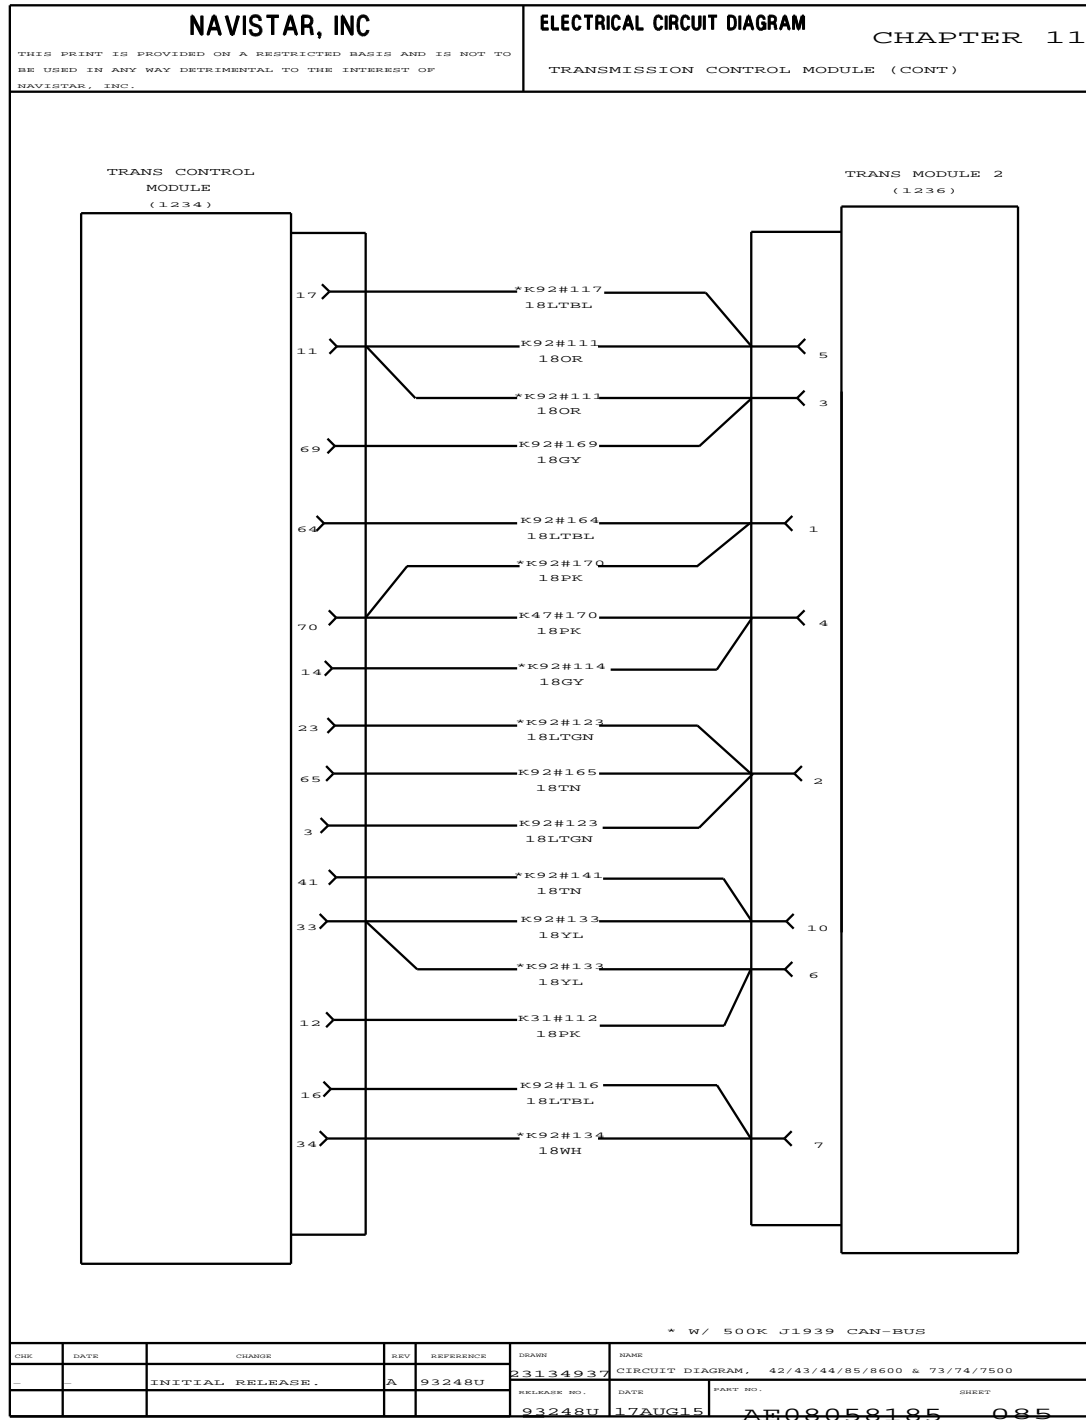 NAVISTAR, INC
THIS PRINT IS PROVIDED ON A RESTRICTED BASIS AND IS NOT TO
BE USED IN ANY WAY DETRIMENTAL TO THE INTEREST OF
NAVISTAR, INC.
ELECTRICAL CIRCUIT DIAGRAM
CHAPTER 11
TRANSMISSION CONTROL MODULE (CONT)
TRANS CONTROL
MODULE
(1234)
TRANS MODULE 2
(1236)
17
*K92#117
18LTBL
11
K92#111
18OR
5
*K92#111
18OR
3
69
K92#169
18GY
64
K92#164
18LTBL
1
*K92#170
18PK
70
K47#170
18PK
4
14
*K92#114
18GY
23
*K92#123
18LTGN
65
K92#165
18TN
2
3
K92#123
18LTGN
41
*K92#141
18TN
33
K92#133
18YL
10
*K92#133
18YL
6
12
K31#112
18PK
16
K92#116
18LTBL
34
*K92#134
18WH
7
* W/ 500K J1939 CAN-BUS
CHK DATE CHANGE REV REFERENCE
- - INITIAL RELEASE. A 93248U
DRAWN
23134937
NAME
CIRCUIT DIAGRAM, 42/43/44/85/8600 & 73/74/7500
RELEASE NO.
93248U
DATE
17AUG15
PART NO.
AE08058185
SHEET
085